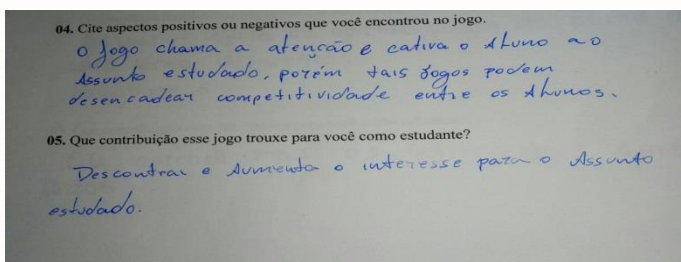 04. Cite aspectos positivos ou negativos que você encontrou no jogo.
O Jogo chama a atenção e cativa o Aluno ao
Assunto estudado, porém tais Jogos podem
desencadear competitividade entre os Alunos.
05. Que contribuição esse jogo trouxe para você como estudante?
Descontrai e Aumenta o interesse para o Assunto
estudado.